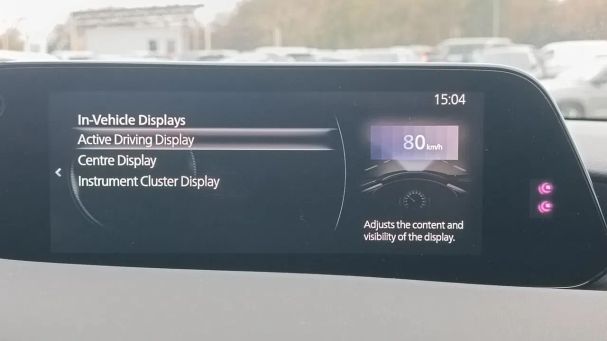 15:04
In-Vehicle Displays
Active Driving Display
Centre Display
Instrument Cluster Display
80 km/h
Adjusts the content and
visibility of the display.